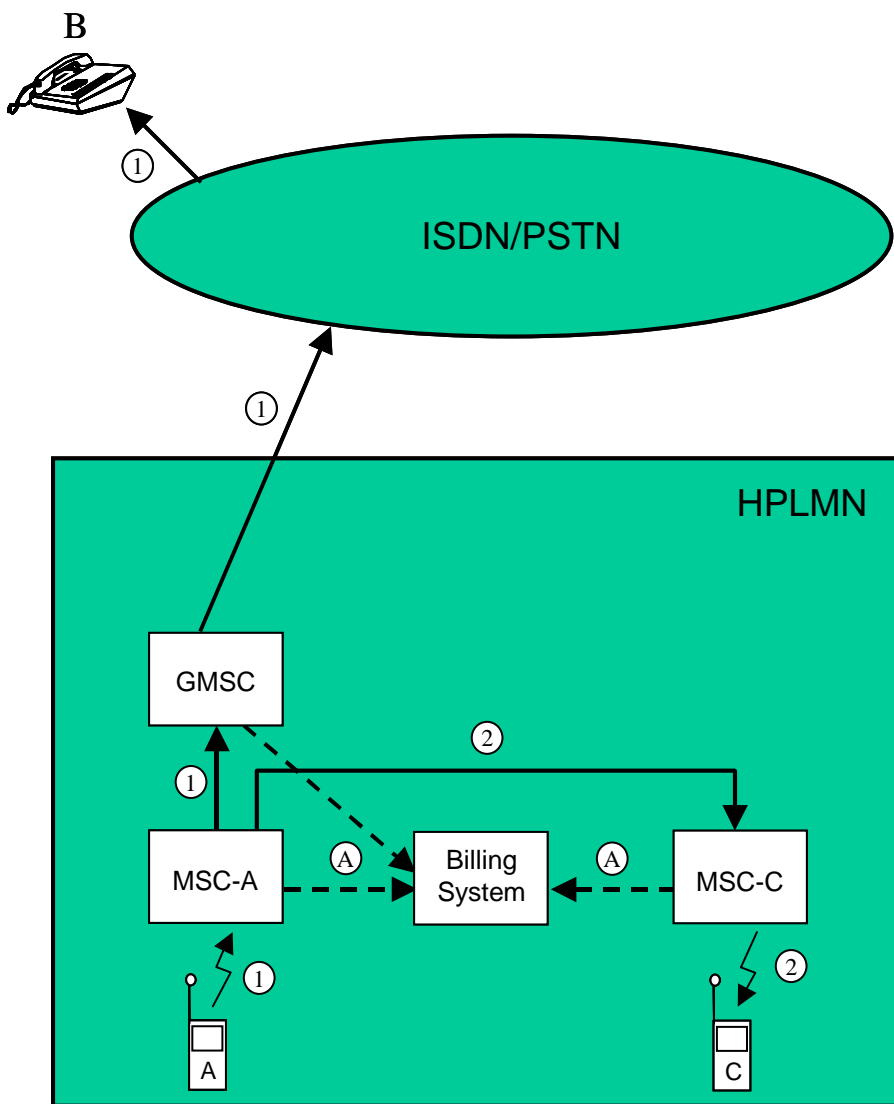 B
1
ISDN/PSTN
1
HPLMN
GMSC
2
1
MSC-A
A
Billing
System
A
MSC-C
1
2
A
C